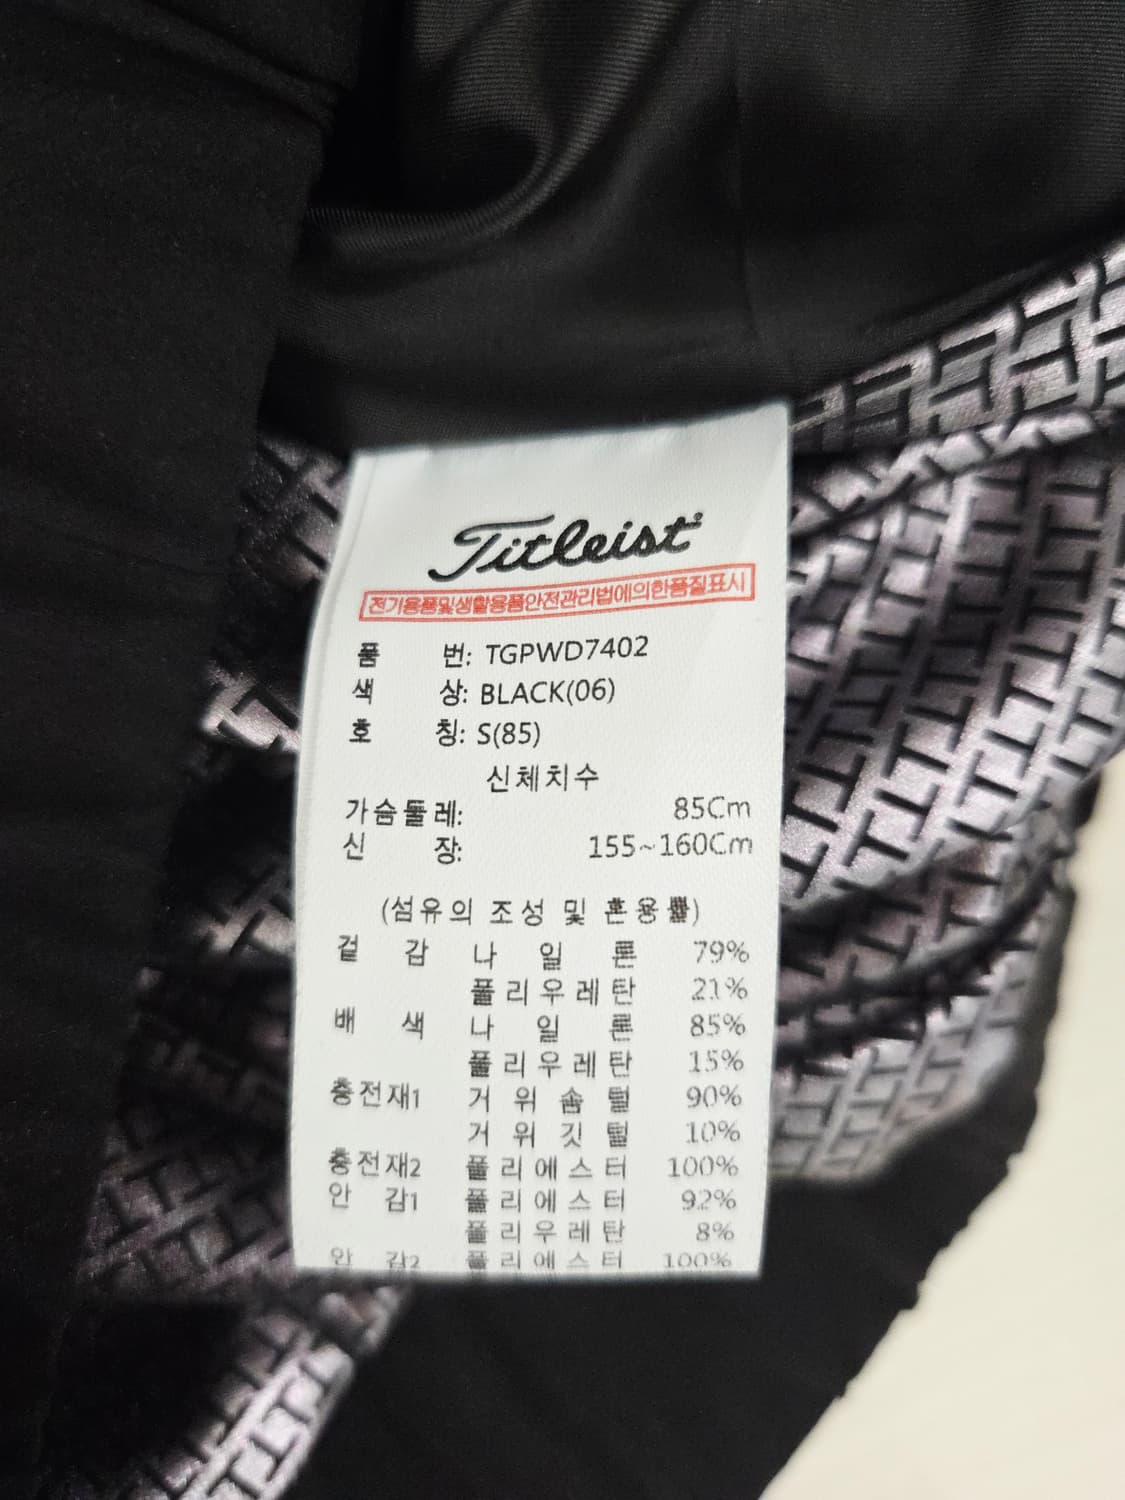 Titleist
전기용품및생활용품안전관리법에의한품질표시
품 번: TGPWD7402
색 상: BLACK(06)
호 칭: S(85)
신체치수
가슴둘레: 85Cm
신 장: 155~160Cm
(섬유의 조성 및 혼용률)
겉 감 나 일 론 79%
폴리우레탄 21%
배 색 나 일 론 85%
폴리우레탄 15%
충전재1 거 위 솜 털 90%
거 위 깃 털 10%
충전재2 폴리에스터 100%
안 감1 폴리에스터 92%
폴리우레탄 8%
안 감2 폴리에스터 100%